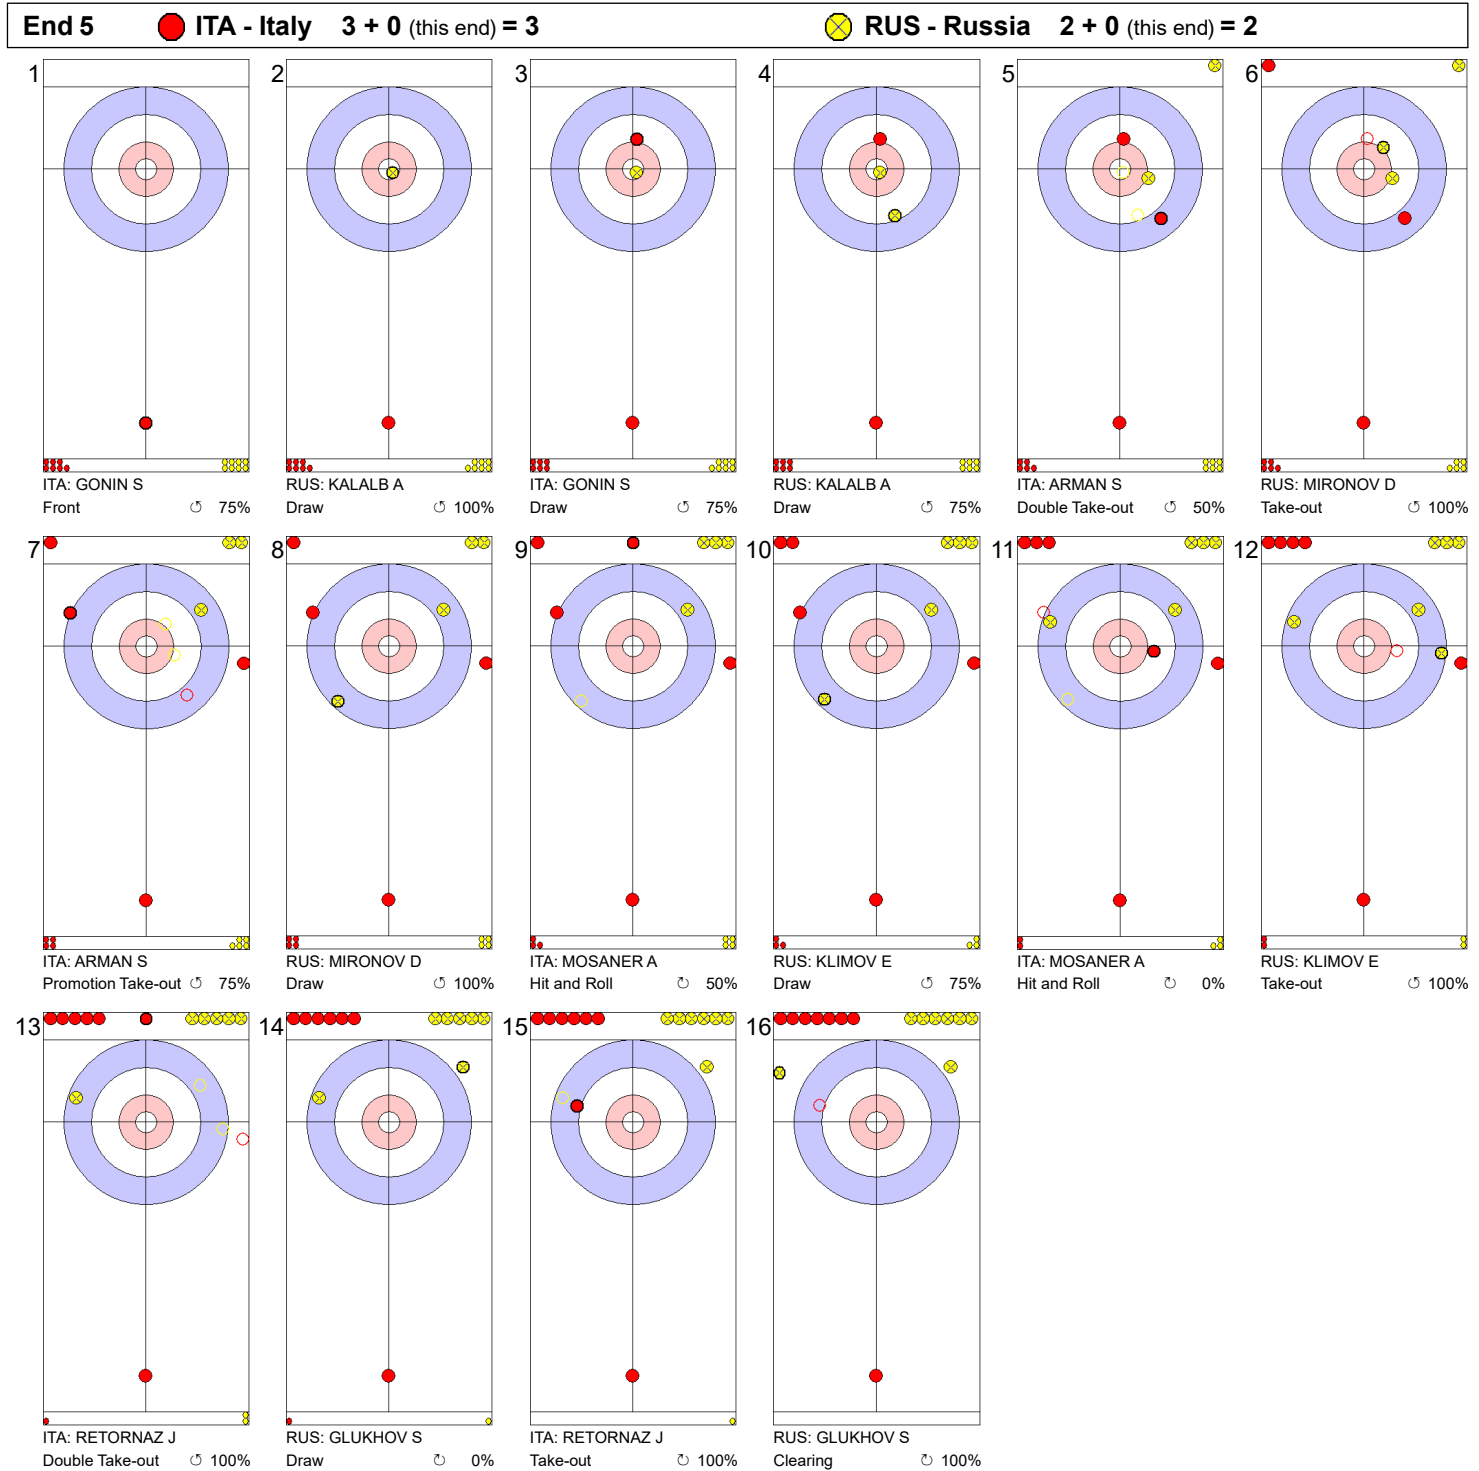 End 5 ITA - Italy 3 + 0 (this end) = 3 RUS - Russia 2 + 0 (this end) = 2
1 2 3 4 5 6
ITA: GONIN S RUS: KALALB A ITA: GONIN S RUS: KALALB A ITA: ARMAN S RUS: MIRONOV D
Front 75% Draw 100% Draw 75% Draw 75% Double Take-out 50% Take-out 100%
7 8 9 10 11 12
ITA: ARMAN S RUS: MIRONOV D ITA: MOSANER A RUS: KLIMOV E ITA: MOSANER A RUS: KLIMOV E
Promotion Take-out 75% Draw 100% Hit and Roll 50% Draw 75% Hit and Roll 0% Take-out 100%
13 14 15 16
ITA: RETORNAZ J RUS: GLUKHOV S ITA: RETORNAZ J RUS: GLUKHOV S
Double Take-out 100% Draw 0% Take-out 100% Clearing 100%